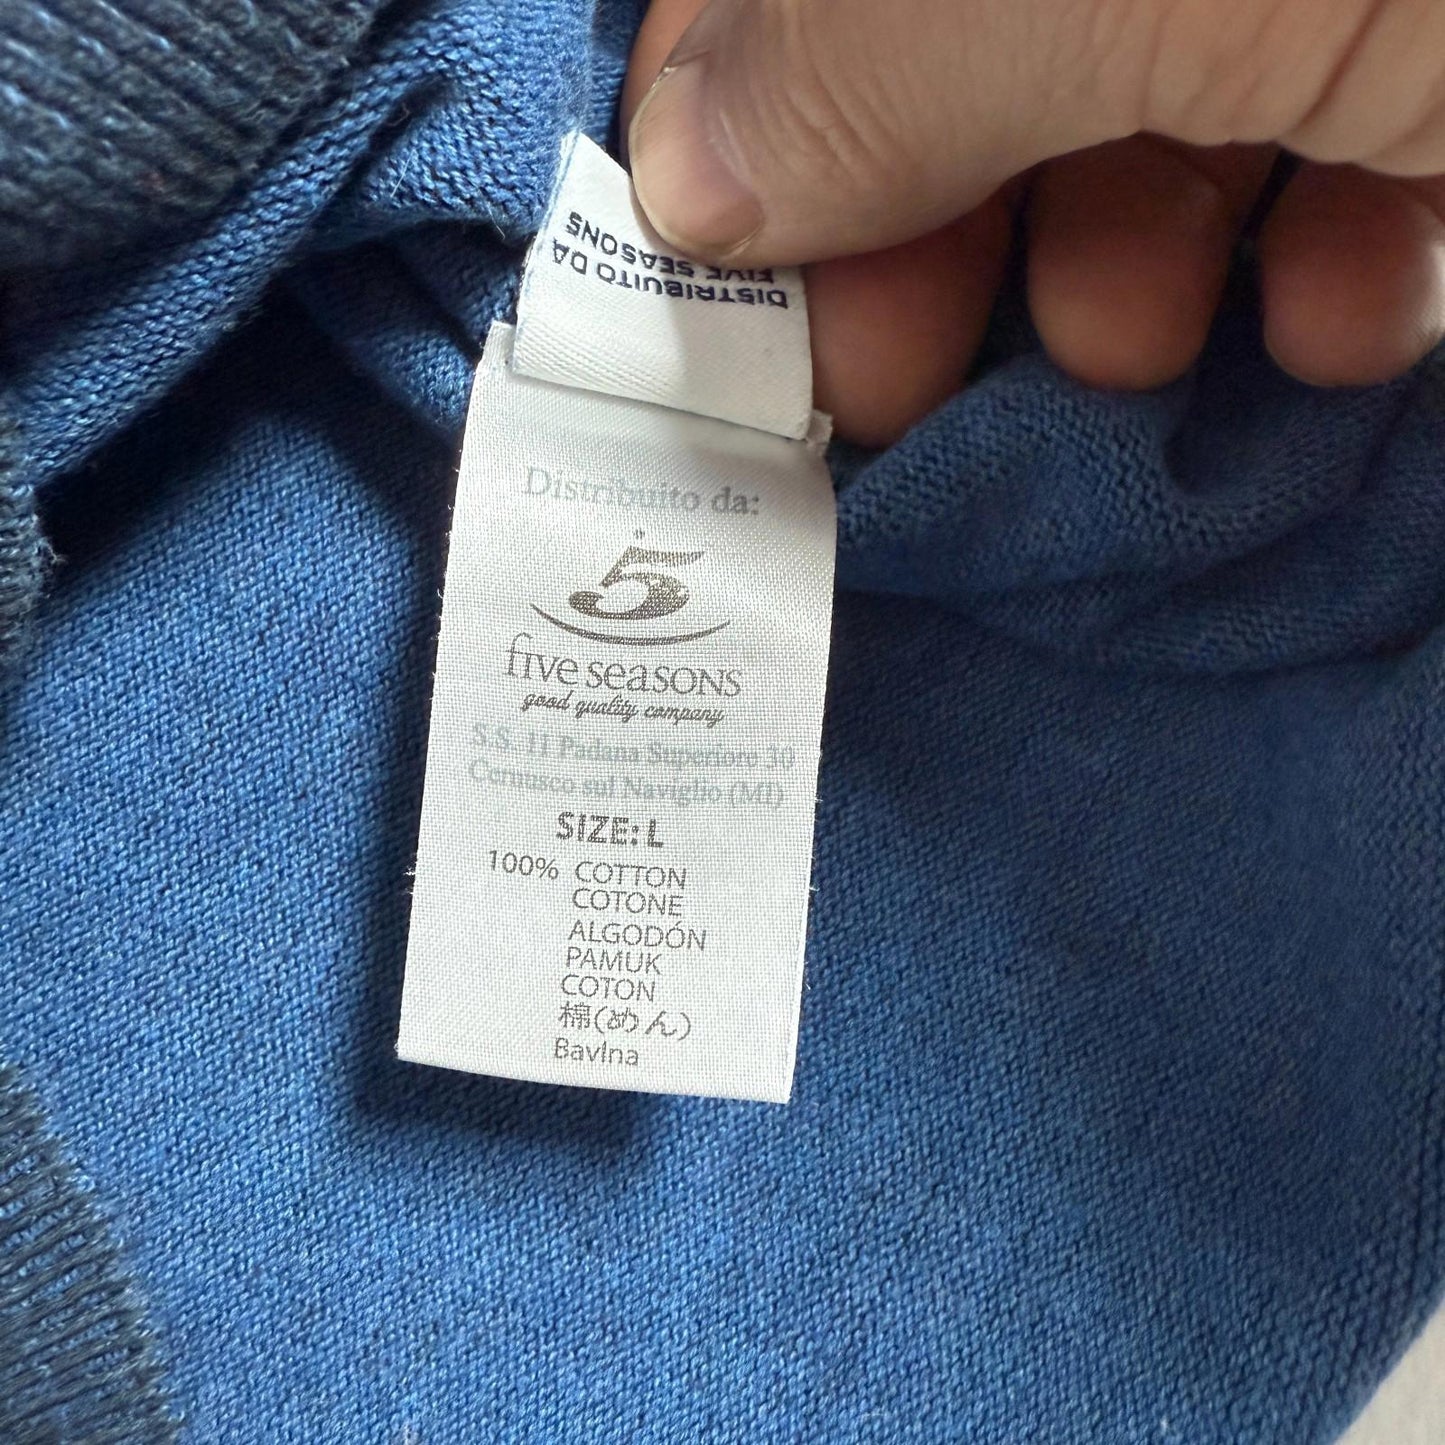 DISTRIBUITO DA
FIVE SEASONS
Distribuito da:
5
five seasons
good quality company
S.S. 11 Padana Superiore 30
Cernusco sul Naviglio (MI)
SIZE: L
100% COTTON
COTONE
ALGODÓN
PAMUK
COTON
棉(めん)
Bavlna